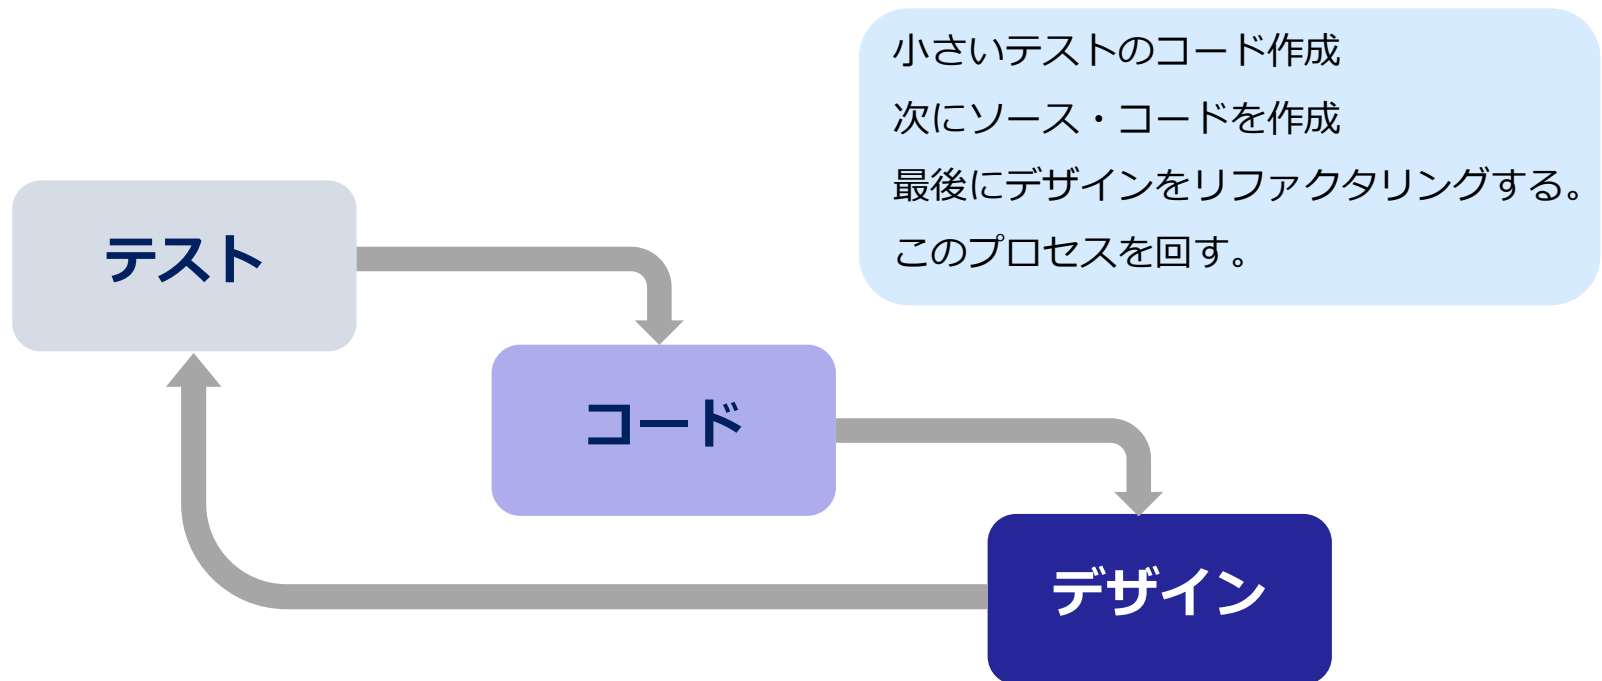 小さいテストのコード作成
次にソース・コードを作成
最後にデザインをリファクタリングする。
このプロセスを回す。
テスト
コード
デザイン